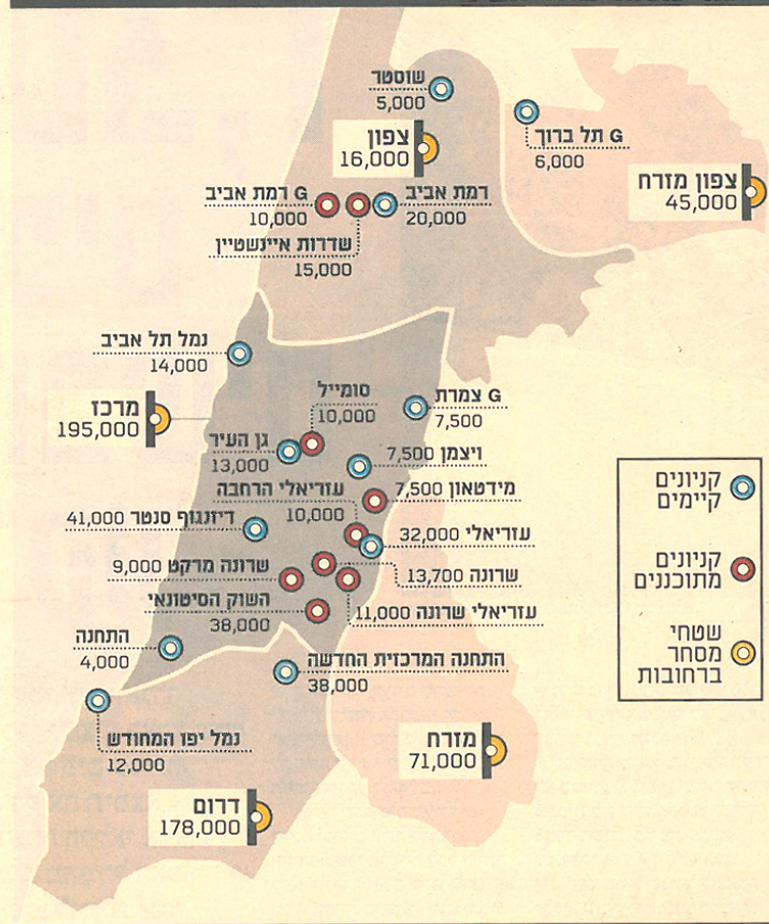 שוסטר
5,000
צפון
16,000
G תל ברוך
6,000
צפון מזרח
45,000
G רמת אביב
10,000
רמת אביב
20,000
שדרות איינשטיין
15,000
נמל תל אביב
14,000
סומייל
10,000
G צמרת
7,500
מרכז
195,000
גן העיר
13,000
ויצמן 7,500
עזריאלי הרחבה
10,000
מידטאון 7,500
דיזנגוף סנטר 41,000
עזריאלי 32,000
שרונה מרקט 9,000
שרונה 13,700
השוק הסיטונאי
38,000
עזריאלי שרונה 11,000
התחנה
4,000
התחנה המרכזית החדשה
38,000
נמל יפו המחודש
12,000
מזרח
71,000
דרום
178,000
קניונים
קיימים
קניונים
מתוכננים
שטחי
מסחר
ברחובות